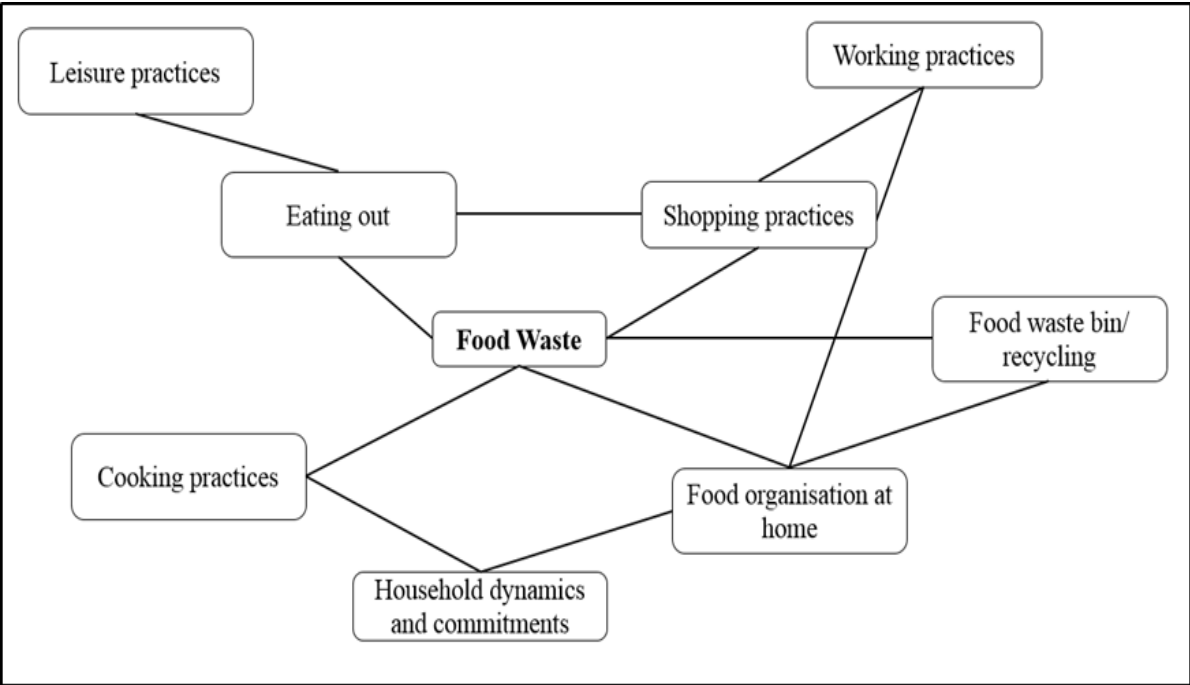 Leisure practices
Working practices
Eating out
Shopping practices
Food Waste
Food waste bin/
recycling
Cooking practices
Food organisation at
home
Household dynamics
and commitments